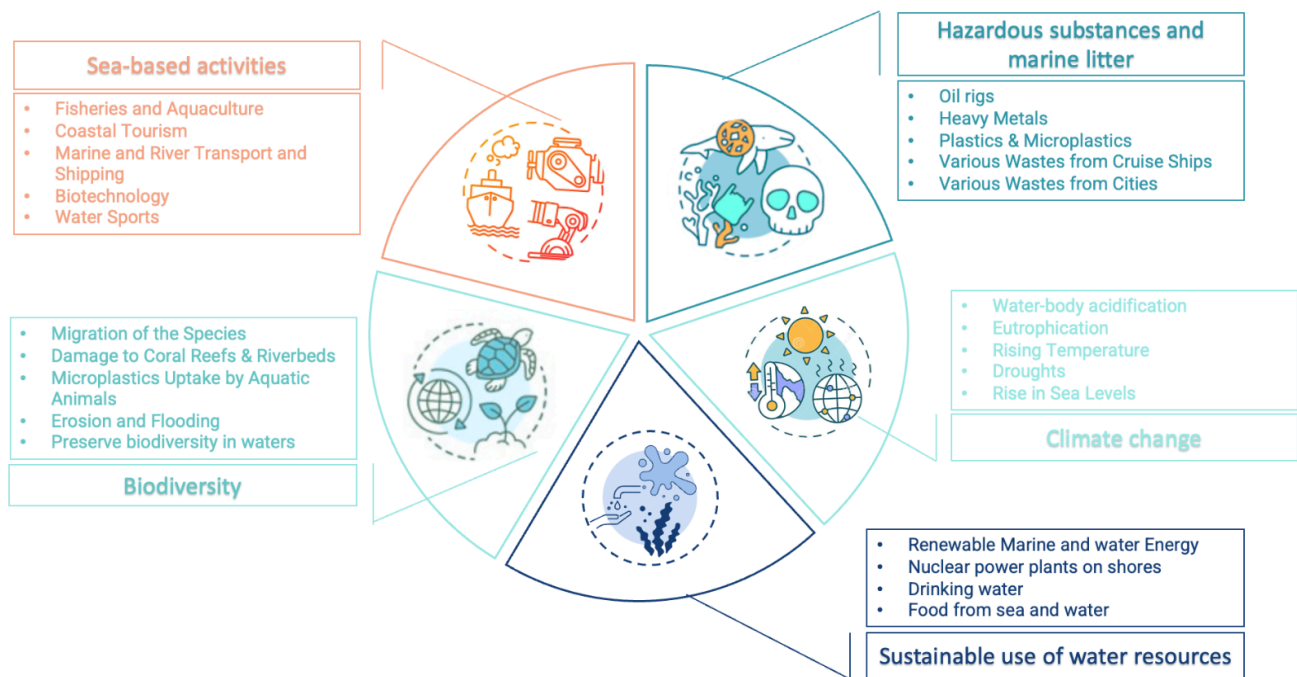 Sea-based activities
• Fisheries and Aquaculture
• Coastal Tourism
• Marine and River Transport and
Shipping
• Biotechnology
• Water Sports
Hazardous substances and
marine litter
• Oil rigs
• Heavy Metals
• Plastics & Microplastics
• Various Wastes from Cruise Ships
• Various Wastes from Cities
• Migration of the Species
• Damage to Coral Reefs & Riverbeds
• Microplastics Uptake by Aquatic
Animals
• Erosion and Flooding
• Preserve biodiversity in waters
Biodiversity
• Water-body acidification
• Eutrophication
• Rising Temperature
• Droughts
• Rise in Sea Levels
Climate change
• Renewable Marine and water Energy
• Nuclear power plants on shores
• Drinking water
• Food from sea and water
Sustainable use of water resources